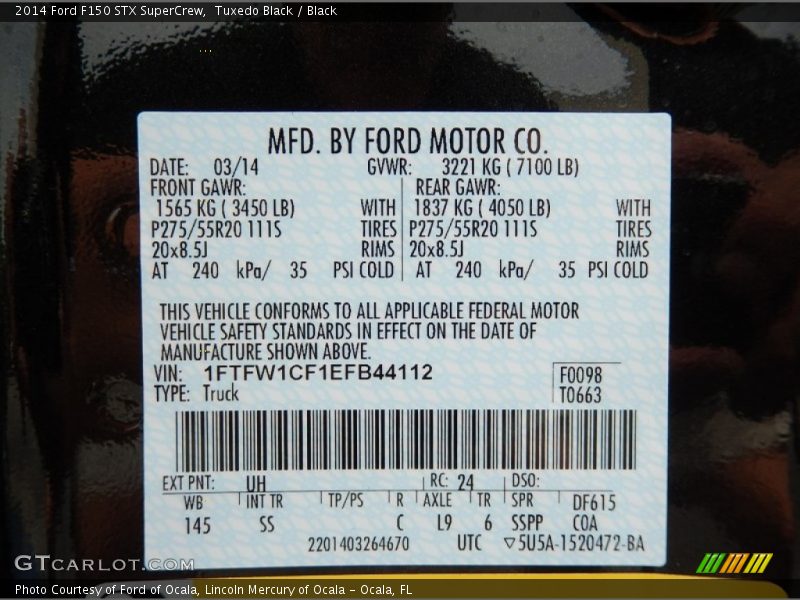 2014 Ford F150 STX SuperCrew,  Tuxedo Black / Black
MFD. BY FORD MOTOR CO.
DATE: 03/14 GVWR: 3221 KG ( 7100 LB)
FRONT GAWR: REAR GAWR:
1565 KG ( 3450 LB) WITH 1837 KG ( 4050 LB) WITH
P275/55R20 111S TIRES P275/55R20 111S TIRES
20x8.5J RIMS 20x8.5J RIMS
AT 240 kPa/ 35 PSI COLD AT 240 kPa/ 35 PSI COLD
THIS VEHICLE CONFORMS TO ALL APPLICABLE FEDERAL MOTOR
VEHICLE SAFETY STANDARDS IN EFFECT ON THE DATE OF
MANUFACTURE SHOWN ABOVE.
VIN: 1FTFW1CF1EFB44112 F0098
TYPE: Truck T0663
EXT PNT: UH RC: 24 DSO:
WB INT TR TP/PS R AXLE TR SPR DF615
145 SS C L9 6 SSPP COA
2201403264670 UTC ▽5U5A-1520472-BA
GTCARLOT.COM
Photo Courtesy of Ford of Ocala, Lincoln Mercury of Ocala – Ocala, FL